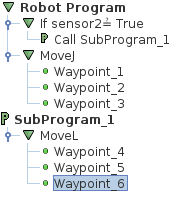 Robot Program
If sensor2≟ True
Call SubProgram_1
MoveJ
Waypoint_1
Waypoint_2
Waypoint_3
P SubProgram_1
MoveL
Waypoint_4
Waypoint_5
Waypoint_6